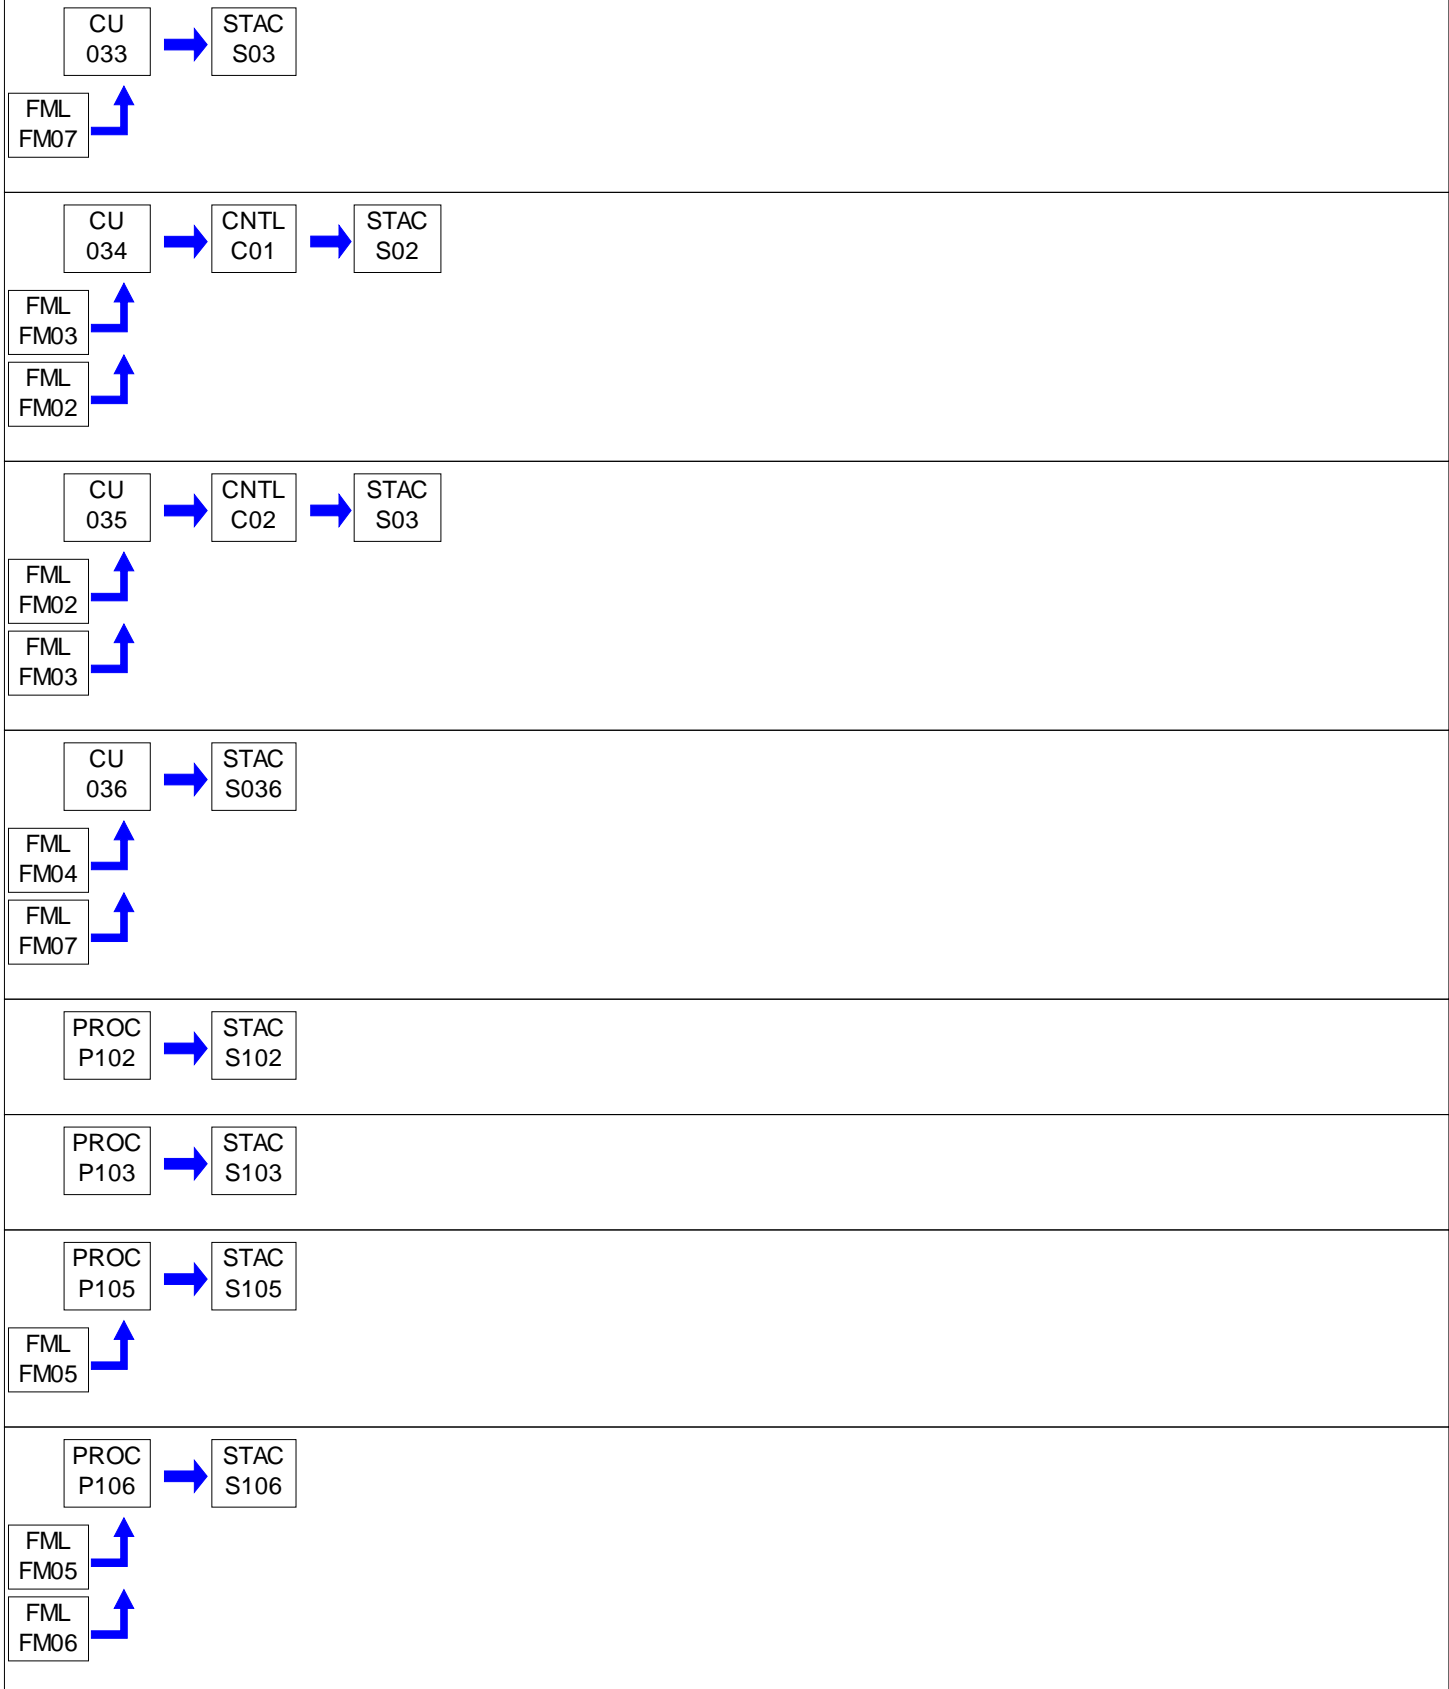 CU
033
STAC
S03
FML
FM07
CU
034
CNTL
C01
STAC
S02
FML
FM03
FML
FM02
CU
035
CNTL
C02
STAC
S03
FML
FM02
FML
FM03
CU
036
STAC
S036
FML
FM04
FML
FM07
PROC
P102
STAC
S102
PROC
P103
STAC
S103
PROC
P105
STAC
S105
FML
FM05
PROC
P106
STAC
S106
FML
FM05
FML
FM06